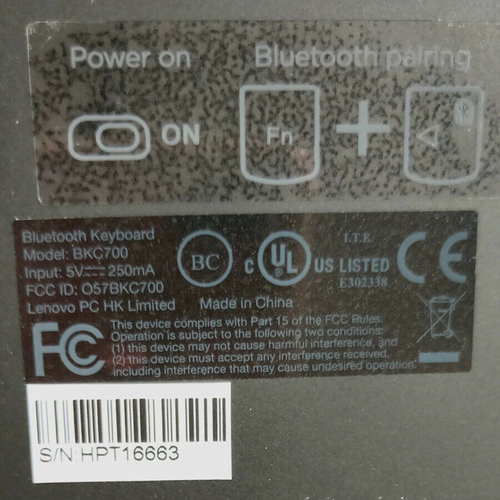 Power on
Bluetooth pairing
ON
Fn
Bluetooth Keyboard
Model: BKC700
Input: 5V⎓250mA
FCC ID: O57BKC700
Lenovo PC HK Limited
Made in China
BC
c UL US LISTED
®
I.T.E.
E302338
CE
FC
This device complies with Part 15 of the FCC Rules.
Operation is subject to the following two conditions:
(1) this device may not cause harmful interference, and
(2) this device must accept any interference received,
including interference that may cause undesired operation.
S/N:HPT16663